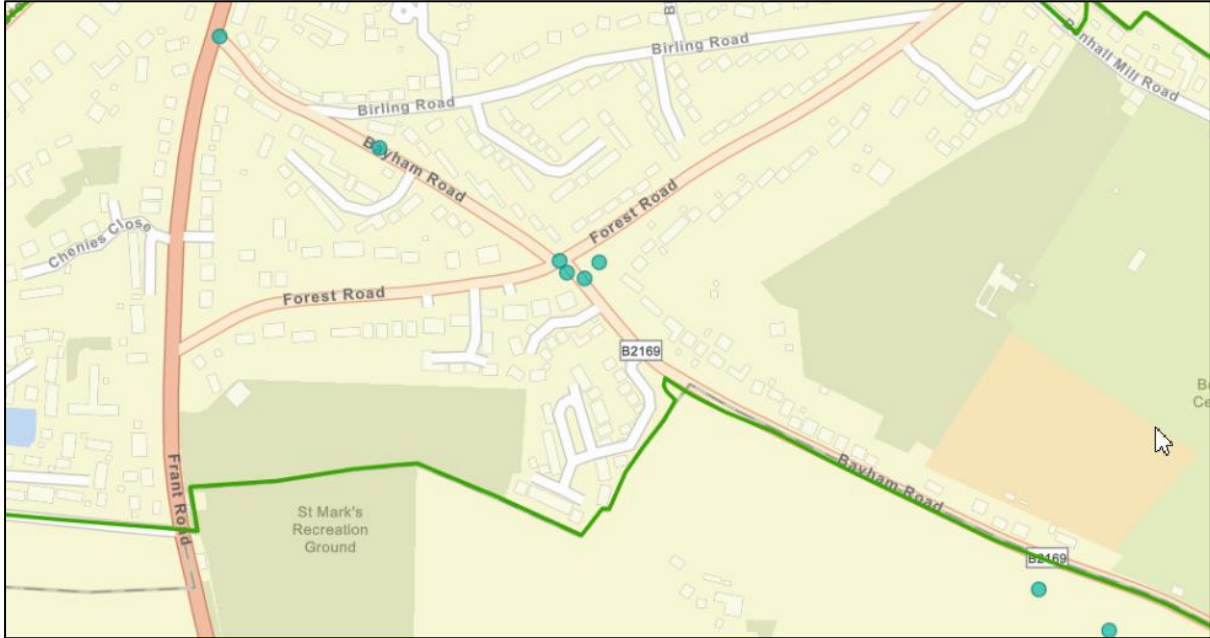 Birling Road
Dunhall Mill Road
Birling Road
Bayham Road
Forest Road
Chenies Close
Forest Road
B2169
Frant Road
Bayham Road
St Mark's
Recreation
Ground
B2169